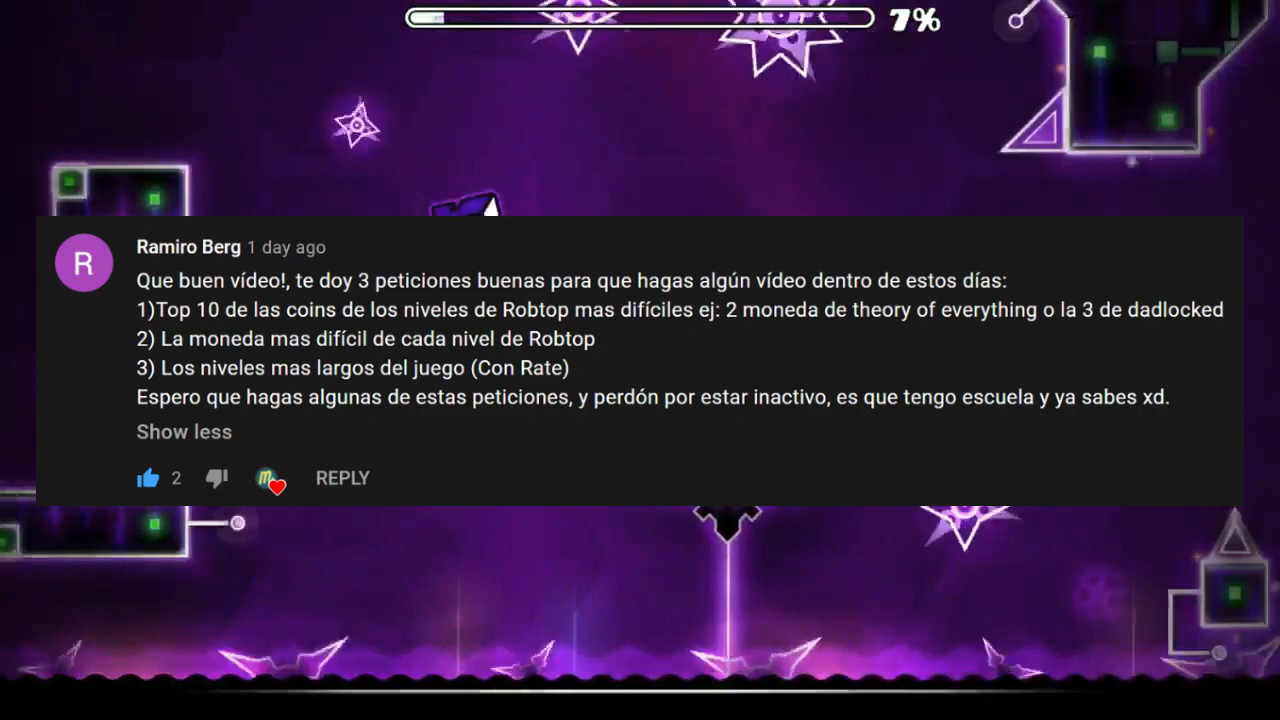 7%
R
Ramiro Berg 1 day ago
Que buen vídeo!, te doy 3 peticiones buenas para que hagas algún vídeo dentro de estos días:
1)Top 10 de las coins de los niveles de Robtop mas difíciles ej: 2 moneda de theory of everything o la 3 de dadlocked
2) La moneda mas difícil de cada nivel de Robtop
3) Los niveles mas largos del juego (Con Rate)
Espero que hagas algunas de estas peticiones, y perdón por estar inactivo, es que tengo escuela y ya sabes xd.
Show less
2 m REPLY